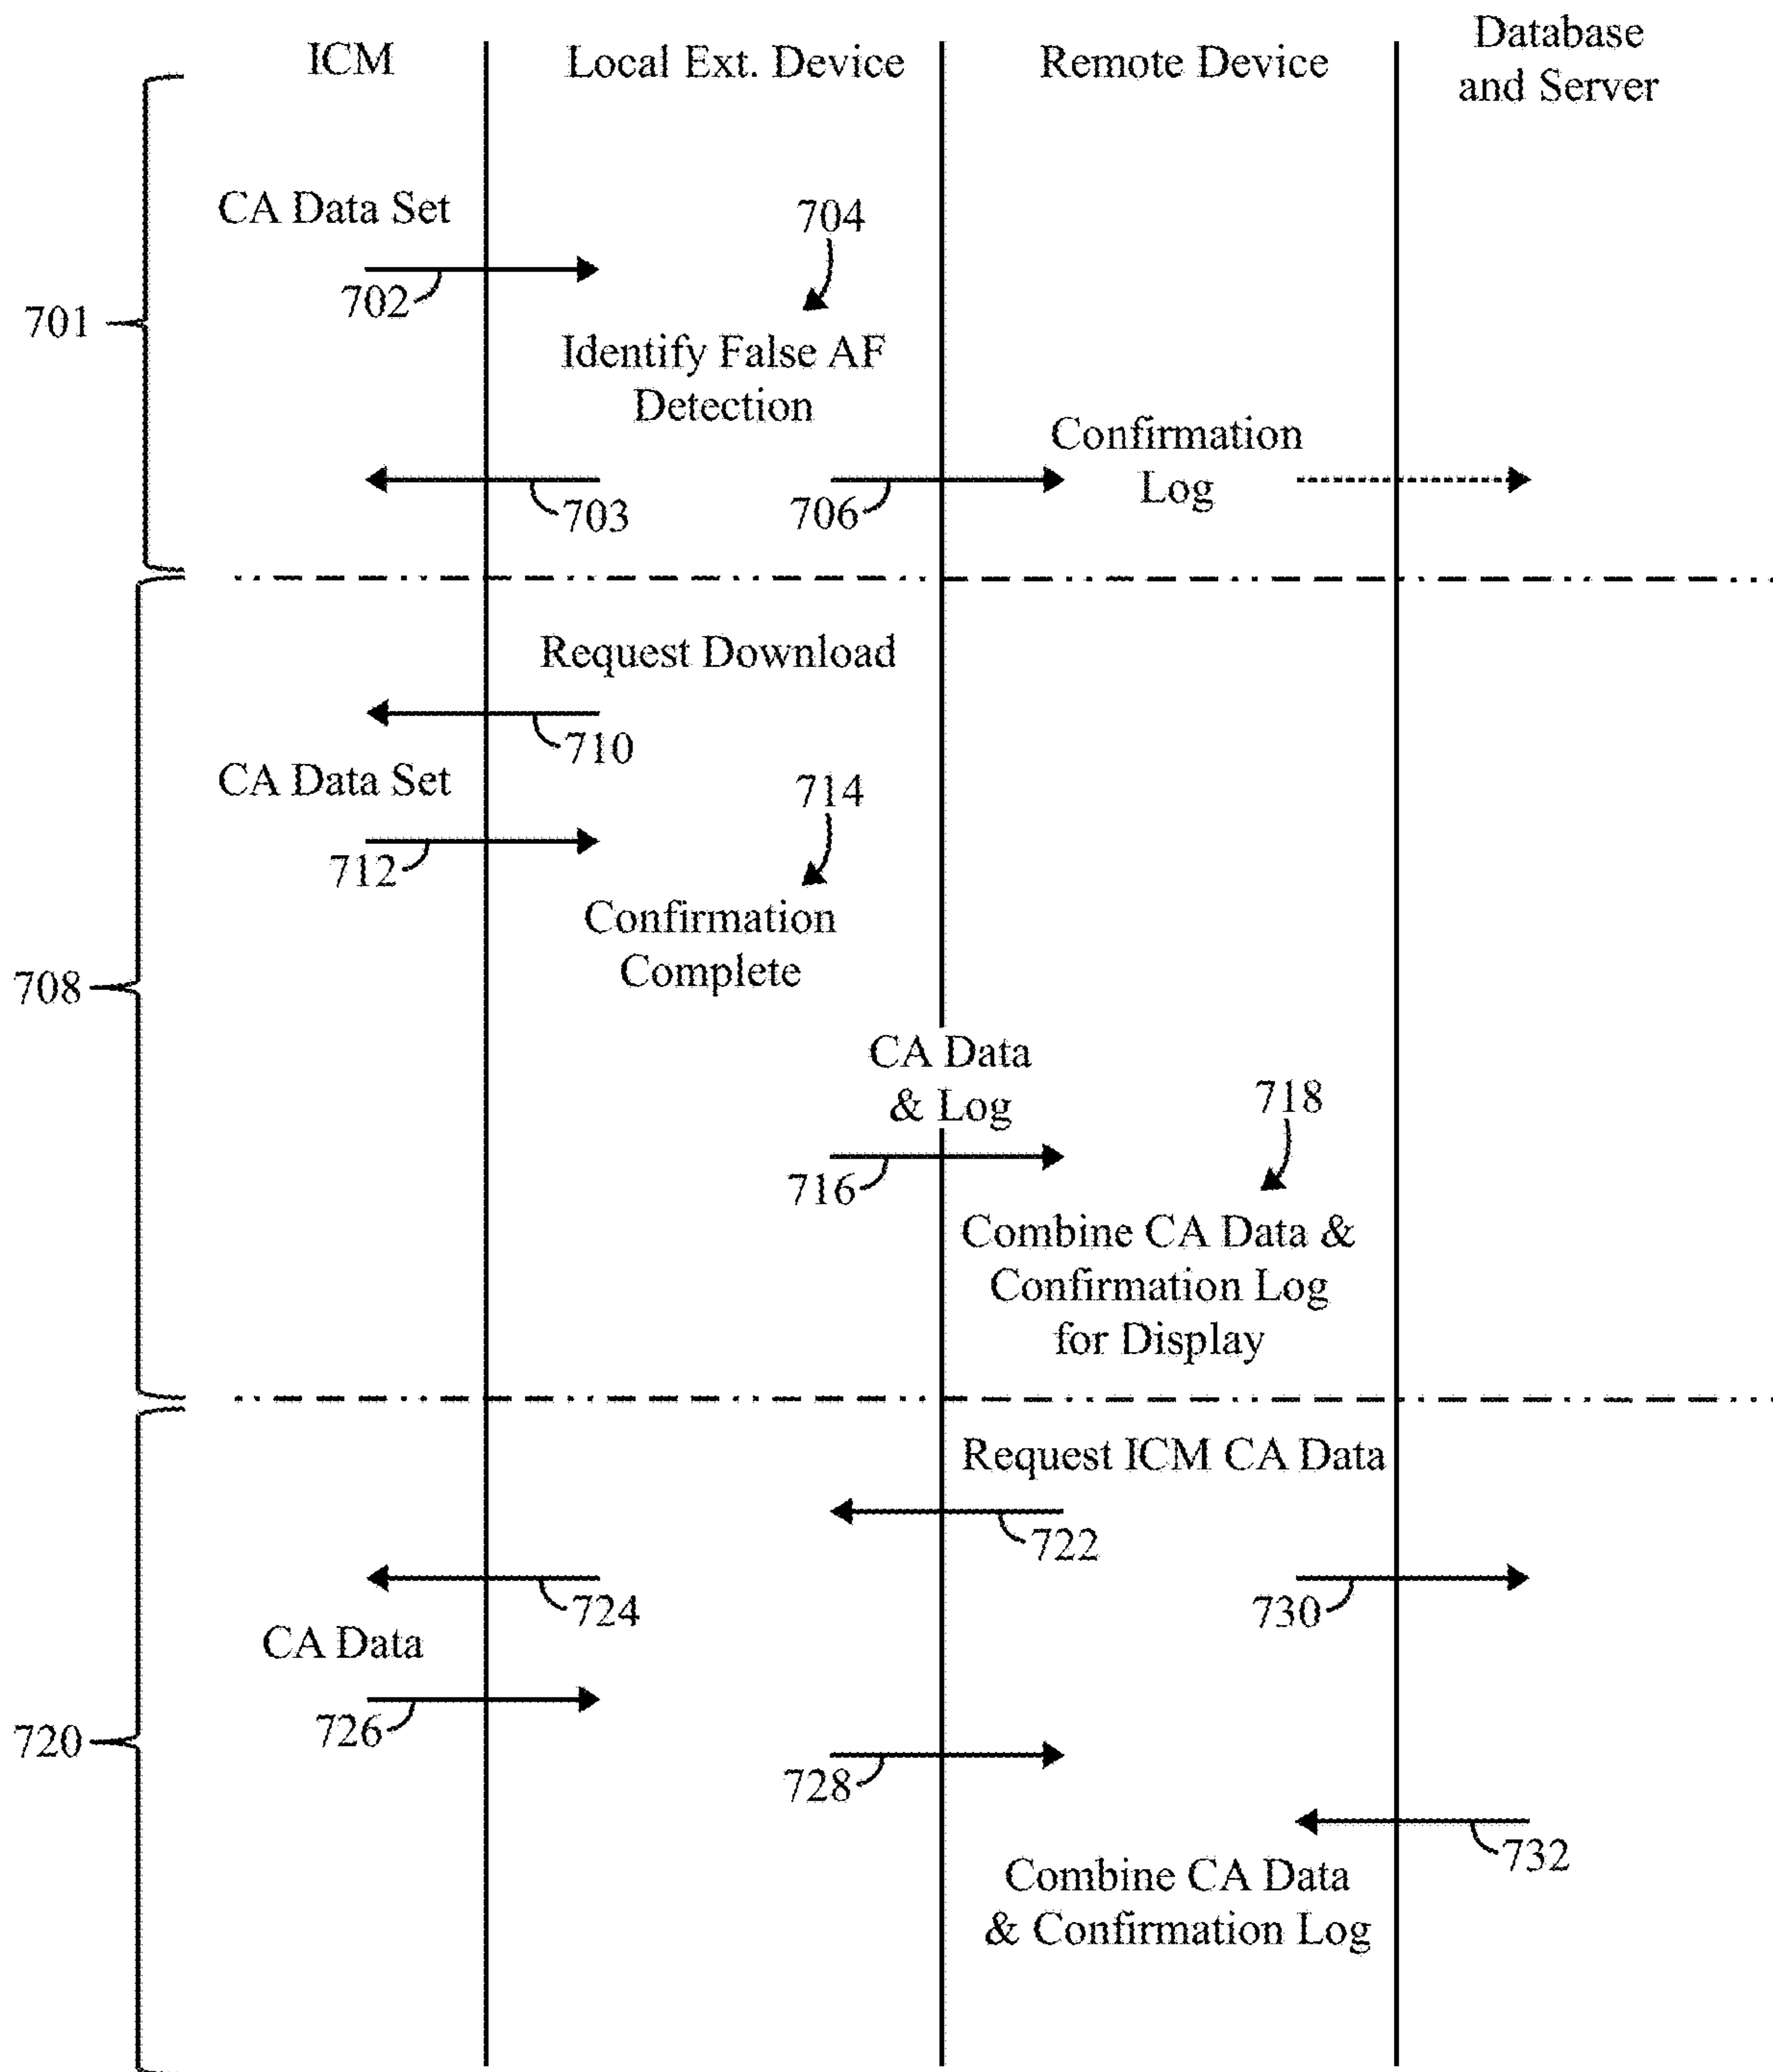 ICM
Local Ext. Device
Remote Device
Database
and Server
CA Data Set
704
702
701
Identify False AF
Detection
Confirmation
Log
703
706
Request Download
710
CA Data Set
714
712
Confirmation
Complete
708
CA Data
& Log
718
716
Combine CA Data &
Confirmation Log
for Display
Request ICM CA Data
722
724
730
CA Data
726
720
728
732
Combine CA Data
& Confirmation Log